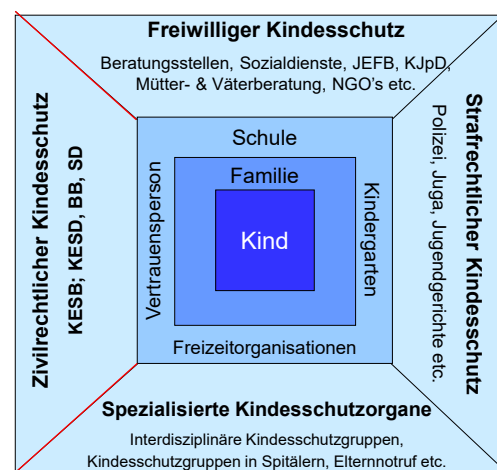 Freiwilliger Kindesschutz
Beratungsstellen, Sozialdienste, JEFB, KJpD,
Mütter- & Väterberatung, NGO's etc.
Zivilrechtlicher Kindesschutz
KESB; KESD, BB, SD
Schule
Vertrauensperson
Familie
Kind
Kindergarten
Freizeitorganisationen
Strafrechtlicher Kindesschutz
Polizei, Juga, Jugendgerichte etc.
Spezialisierte Kindesschutzorgane
Interdisziplinäre Kindesschutzgruppen,
Kindesschutzgruppen in Spitälern, Elternnotruf etc.